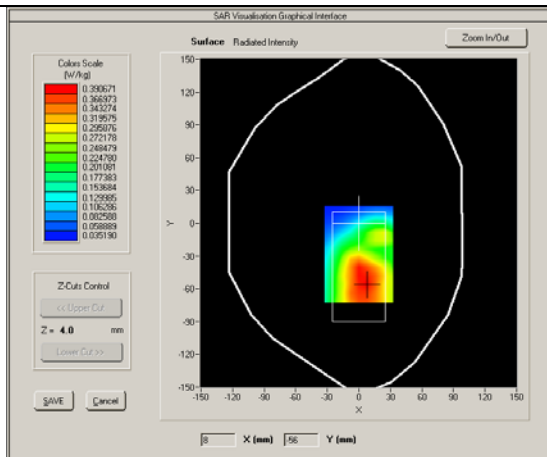 SAR Visualisation Graphical Interface
Surface Radiated Intensity
Zoom In/Out
Colors Scale
(W/kg)
0.390671
0.366973
0.343274
0.319575
0.295876
0.272178
0.248479
0.224780
0.201081
0.177383
0.153684
0.129985
0.106286
0.082588
0.058889
0.035190
Z-Cuts Control
<< Upper Cut
Z = 4.0 mm
Lower Cut >>
SAVE Cancel
150
120
90
60
30
0
-30
-60
-90
-120
-150
Y
-150 -120 -90 -60 -30 0 30 60 90 120 150
X
8 X (mm) -56 Y (mm)